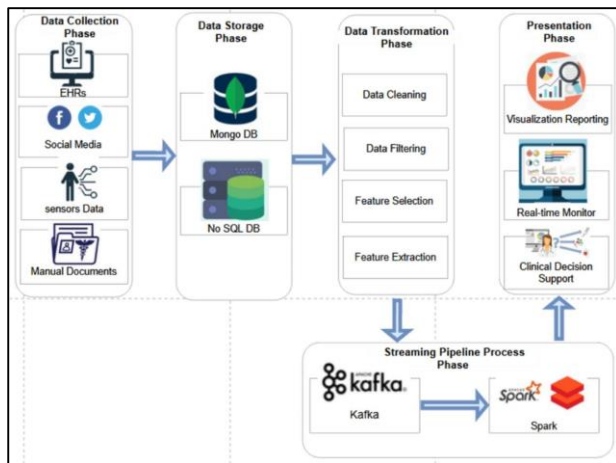 Data Collection
Phase
EHRs
Social Media
sensors Data
Manual Documents
Data Storage
Phase
Mongo DB
No SQL DB
Data Transformation
Phase
Data Cleaning
Data Filtering
Feature Selection
Feature Extraction
Presentation
Phase
Visualization Reporting
Real-time Monitor
Clinical Decision
Support
Streaming Pipeline Process
Phase
APACHE
kafka
Kafka
APACHE
Spark
Spark